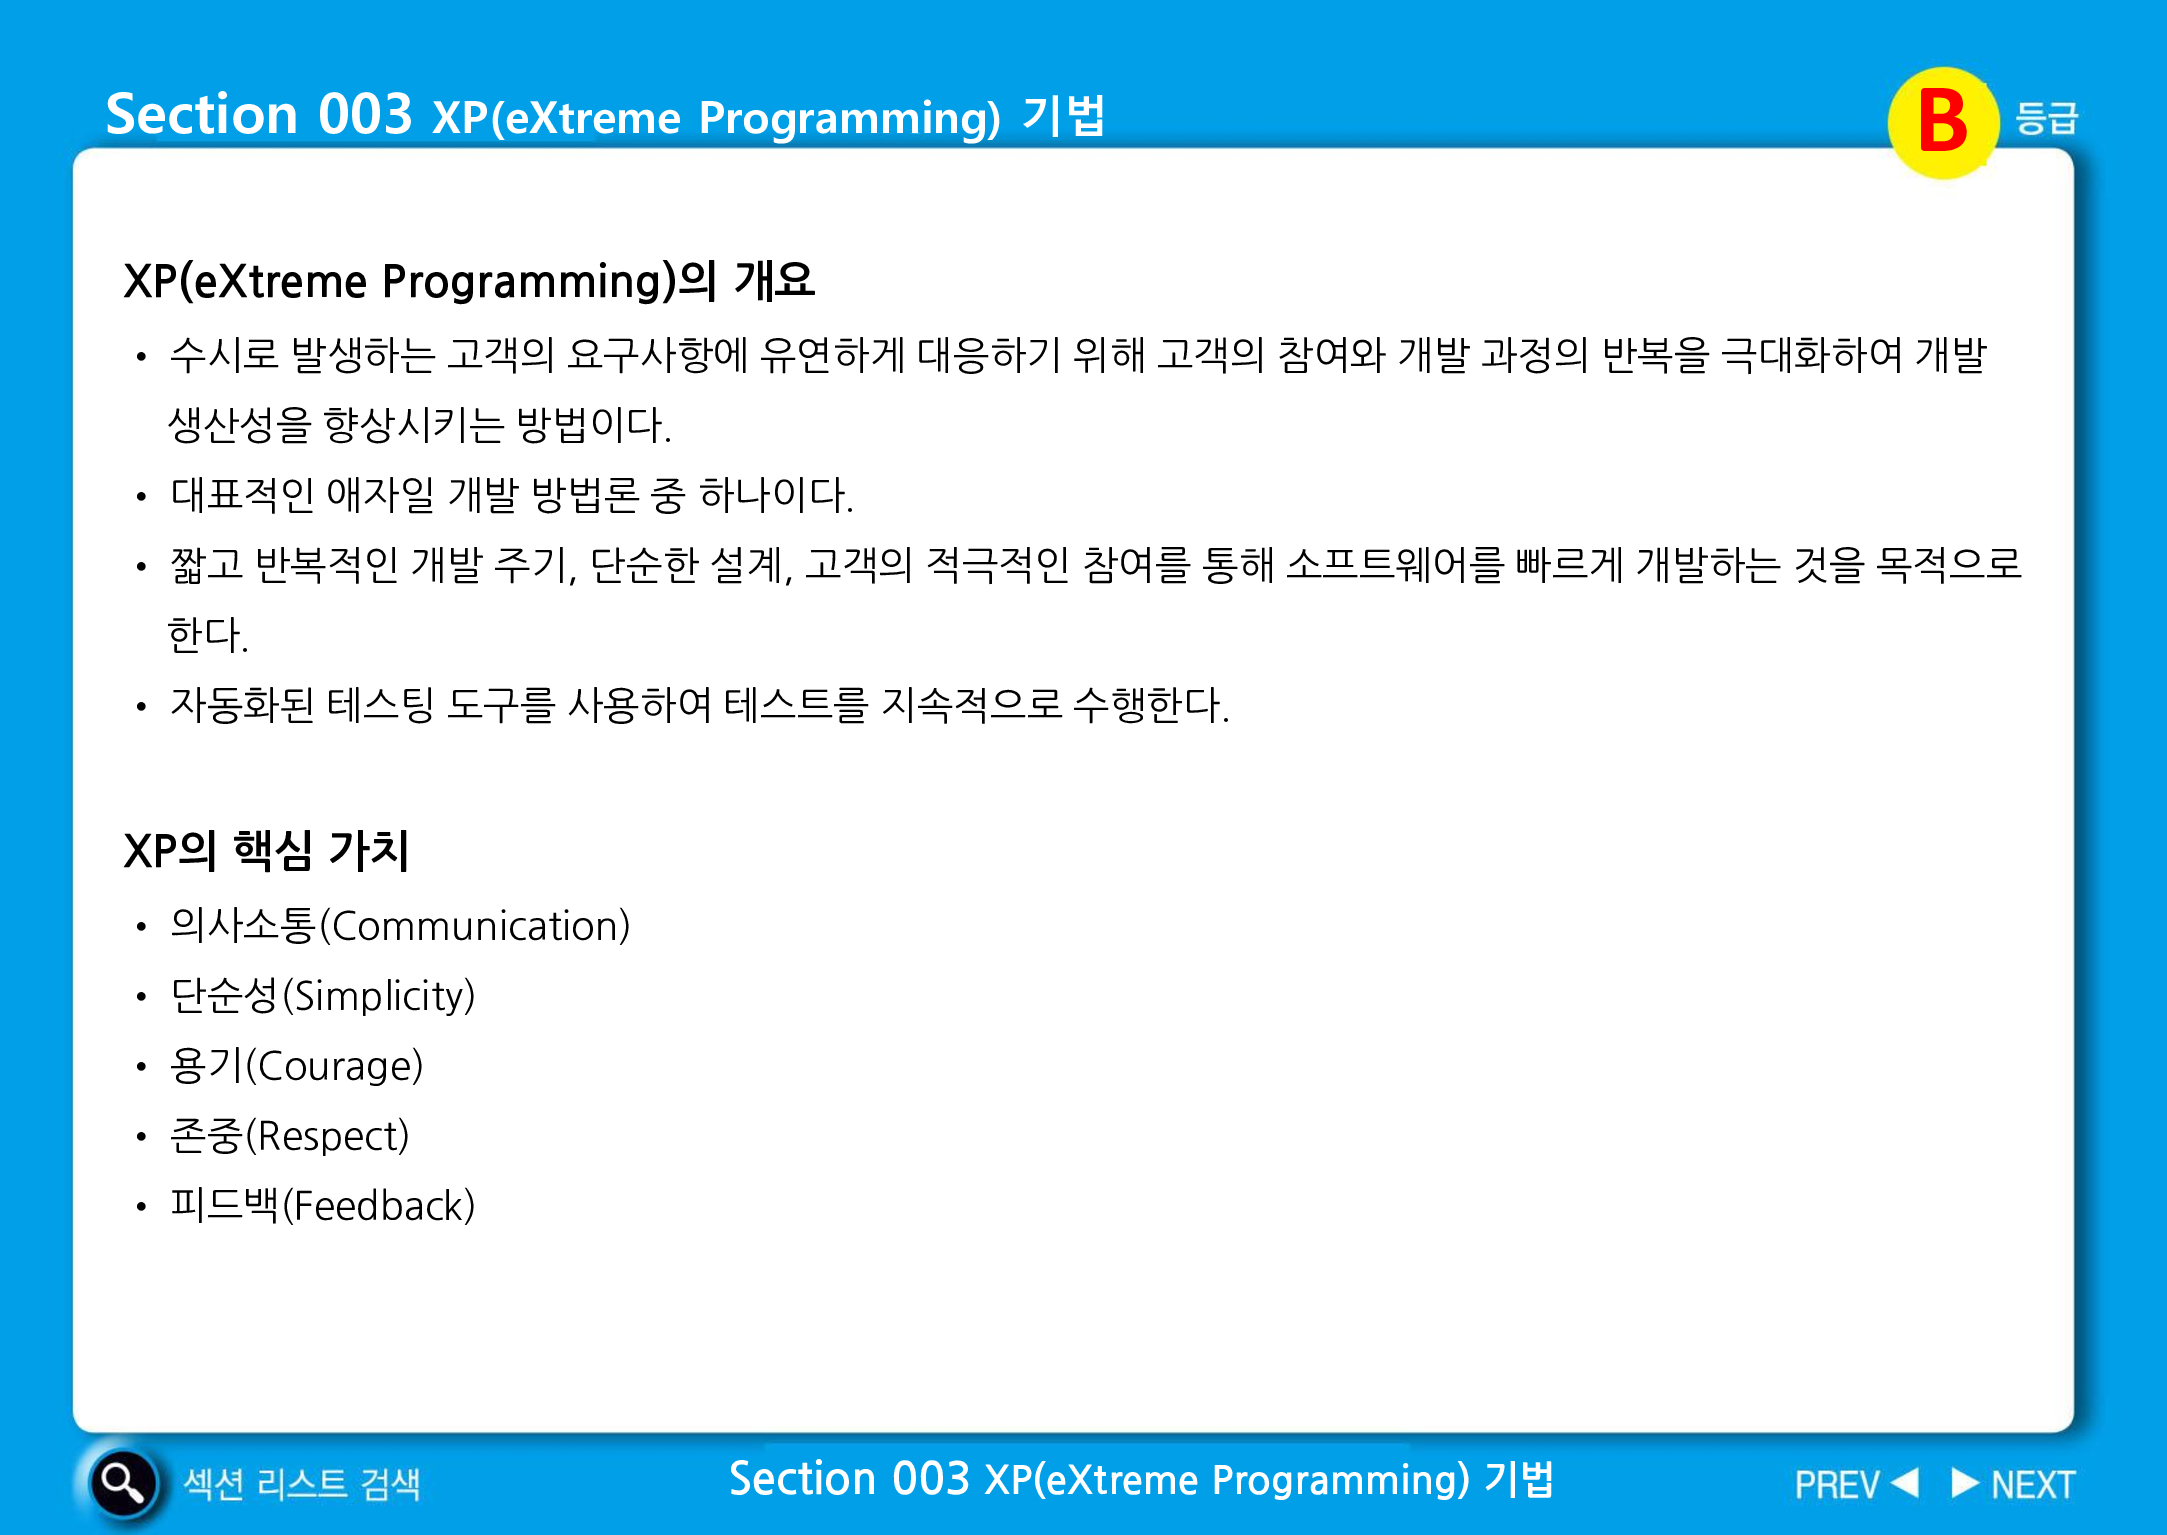 Section 003 XP(eXtreme Programming) 기법
B 등급
XP(eXtreme Programming)의 개요
• 수시로 발생하는 고객의 요구사항에 유연하게 대응하기 위해 고객의 참여와 개발 과정의 반복을 극대화하여 개발
생산성을 향상시키는 방법이다.
• 대표적인 애자일 개발 방법론 중 하나이다.
• 짧고 반복적인 개발 주기, 단순한 설계, 고객의 적극적인 참여를 통해 소프트웨어를 빠르게 개발하는 것을 목적으로
한다.
• 자동화된 테스팅 도구를 사용하여 테스트를 지속적으로 수행한다.
XP의 핵심 가치
• 의사소통(Communication)
• 단순성(Simplicity)
• 용기(Courage)
• 존중(Respect)
• 피드백(Feedback)
섹션 리스트 검색
Section 003 XP(eXtreme Programming) 기법
PREV ◀ ▶ NEXT